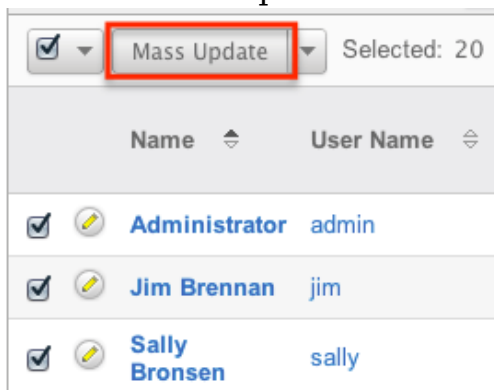 Mass Update Selected: 20
Name User Name
Administrator admin
Jim Brennan jim
Sally
Bronsen sally